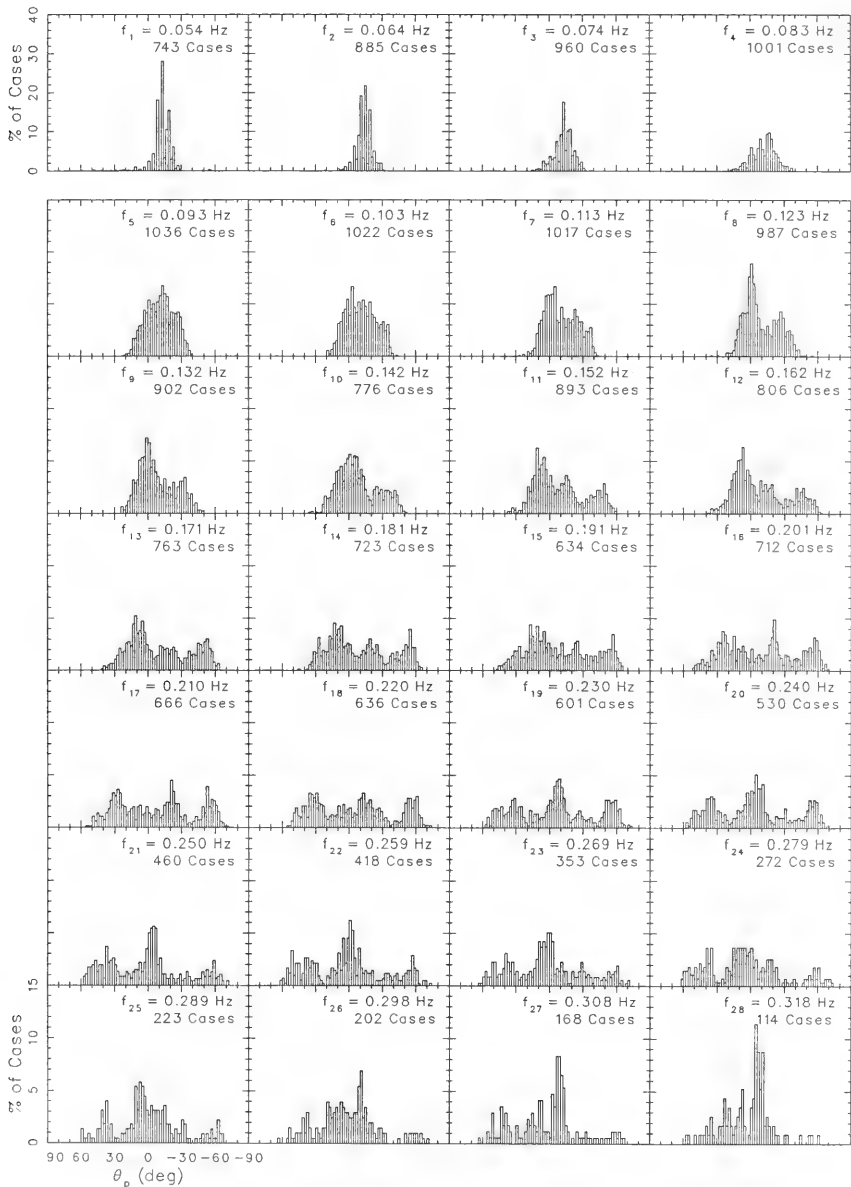 40
30
20
10
0
% of Cases
f1 = 0.054 Hz
743 Cases
f2 = 0.064 Hz
885 Cases
f3 = 0.074 Hz
960 Cases
f4 = 0.083 Hz
1001 Cases
f5 = 0.093 Hz
1036 Cases
f6 = 0.103 Hz
1022 Cases
f7 = 0.113 Hz
1017 Cases
f8 = 0.123 Hz
987 Cases
f9 = 0.132 Hz
902 Cases
f10 = 0.142 Hz
776 Cases
f11 = 0.152 Hz
893 Cases
f12 = 0.162 Hz
806 Cases
f13 = 0.171 Hz
763 Cases
f14 = 0.181 Hz
723 Cases
f15 = 0.191 Hz
634 Cases
f16 = 0.201 Hz
712 Cases
f17 = 0.210 Hz
666 Cases
f18 = 0.220 Hz
636 Cases
f19 = 0.230 Hz
601 Cases
f20 = 0.240 Hz
530 Cases
f21 = 0.250 Hz
460 Cases
f22 = 0.259 Hz
418 Cases
f23 = 0.269 Hz
353 Cases
f24 = 0.279 Hz
272 Cases
15
10
5
0
% of Cases
f25 = 0.289 Hz
223 Cases
f26 = 0.298 Hz
202 Cases
f27 = 0.308 Hz
168 Cases
f28 = 0.318 Hz
114 Cases
90 60 30 0 -30 -60 -90
θp (deg)